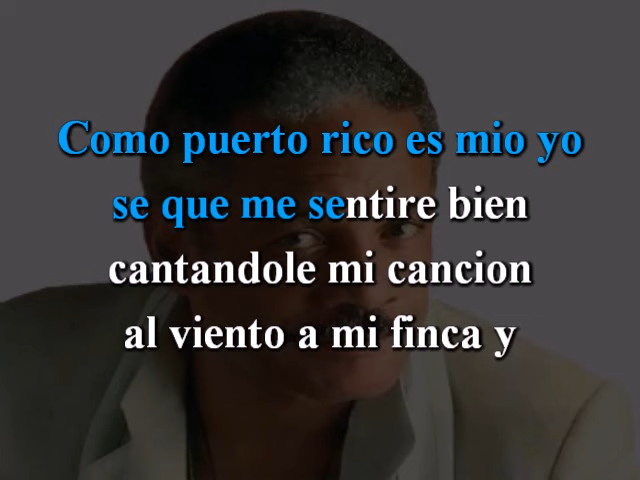 Como puerto rico es mio yo
se que me sentire bien
cantandole mi cancion
al viento a mi finca y